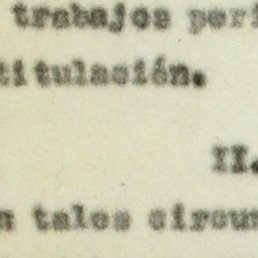 trabajos peri
titulación.
II.
n tales circun